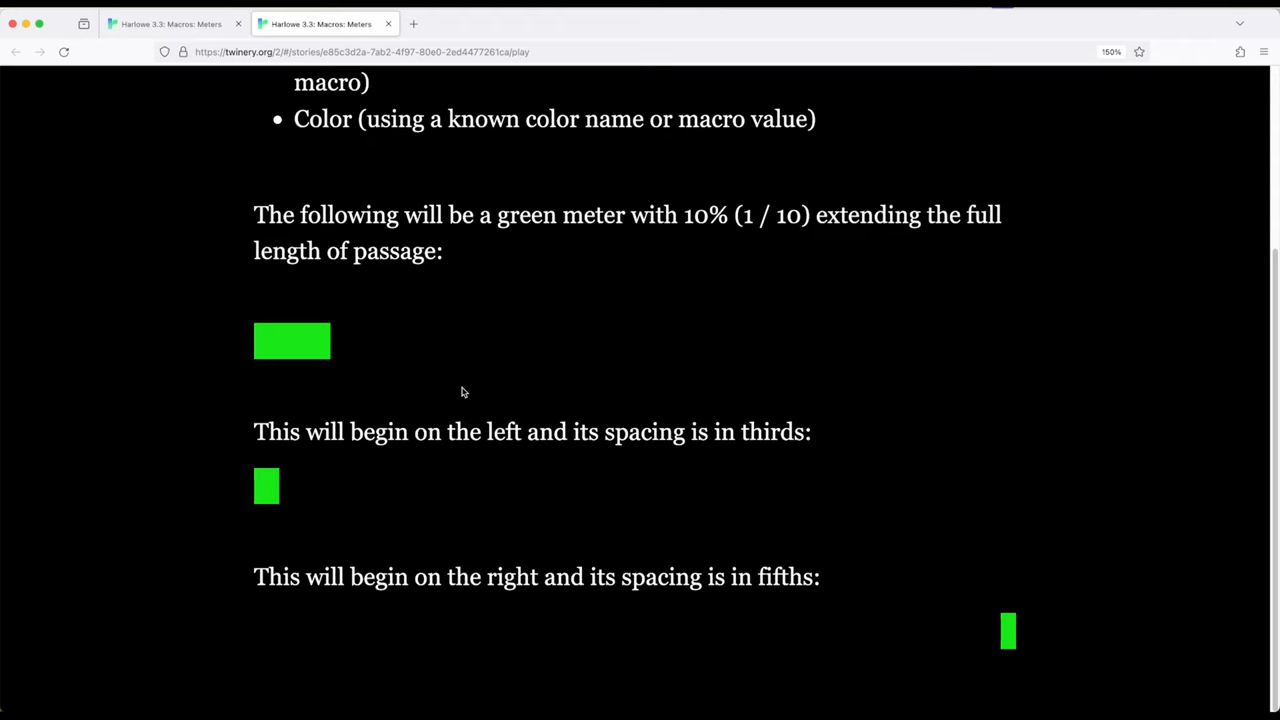 Harlowe 3.3: Macros: Meters
Harlowe 3.3: Macros: Meters
https://twinery.org/2/#/stories/e85c3d2a-7ab2-4f97-80e0-2ed4477261ca/play
150%
macro)
• Color (using a known color name or macro value)
The following will be a green meter with 10% (1 / 10) extending the full
length of passage:
This will begin on the left and its spacing is in thirds:
This will begin on the right and its spacing is in fifths: